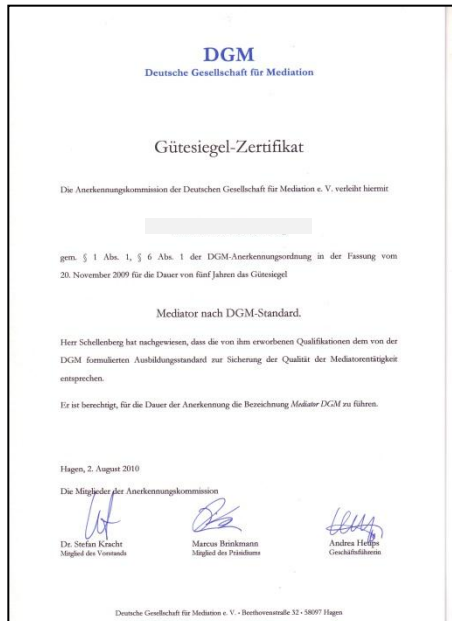 DGM
Deutsche Gesellschaft für Mediation
Gütesiegel-Zertifikat
Die Anerkennungskommission der Deutschen Gesellschaft für Mediation e. V. verleiht hiermit
gem. § 1 Abs. 1, § 6 Abs. 1 der DGM-Anerkennungsordnung in der Fassung vom
20. November 2009 für die Dauer von fünf Jahren das Gütesiegel
Mediator nach DGM-Standard.
Herr Schellenberg hat nachgewiesen, dass die von ihm erworbenen Qualifikationen dem von der
DGM formulierten Ausbildungsstandard zur Sicherung der Qualität der Mediatorentätigkeit
entsprechen.
Er ist berechtigt, für die Dauer der Anerkennung die Bezeichnung Mediator DGM zu führen.
Hagen, 2. August 2010
Die Mitglieder der Anerkennungskommission
Dr. Stefan Kracht Marcus Brinkmann Andrea Heups
Mitglied des Vorstands Mitglied des Präsidiums Geschäftsführerin
Deutsche Gesellschaft für Mediation e. V. - Beethovenstraße 32 - 58097 Hagen